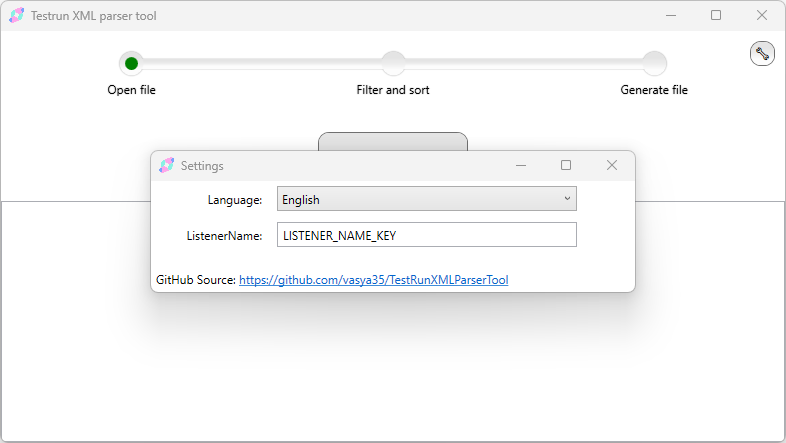 Testrun XML parser tool
Open file
Filter and sort
Generate file
Settings
Language:
English
ListenerName:
LISTENER_NAME_KEY
GitHub Source: https://github.com/vasya35/TestRunXMLParserTool